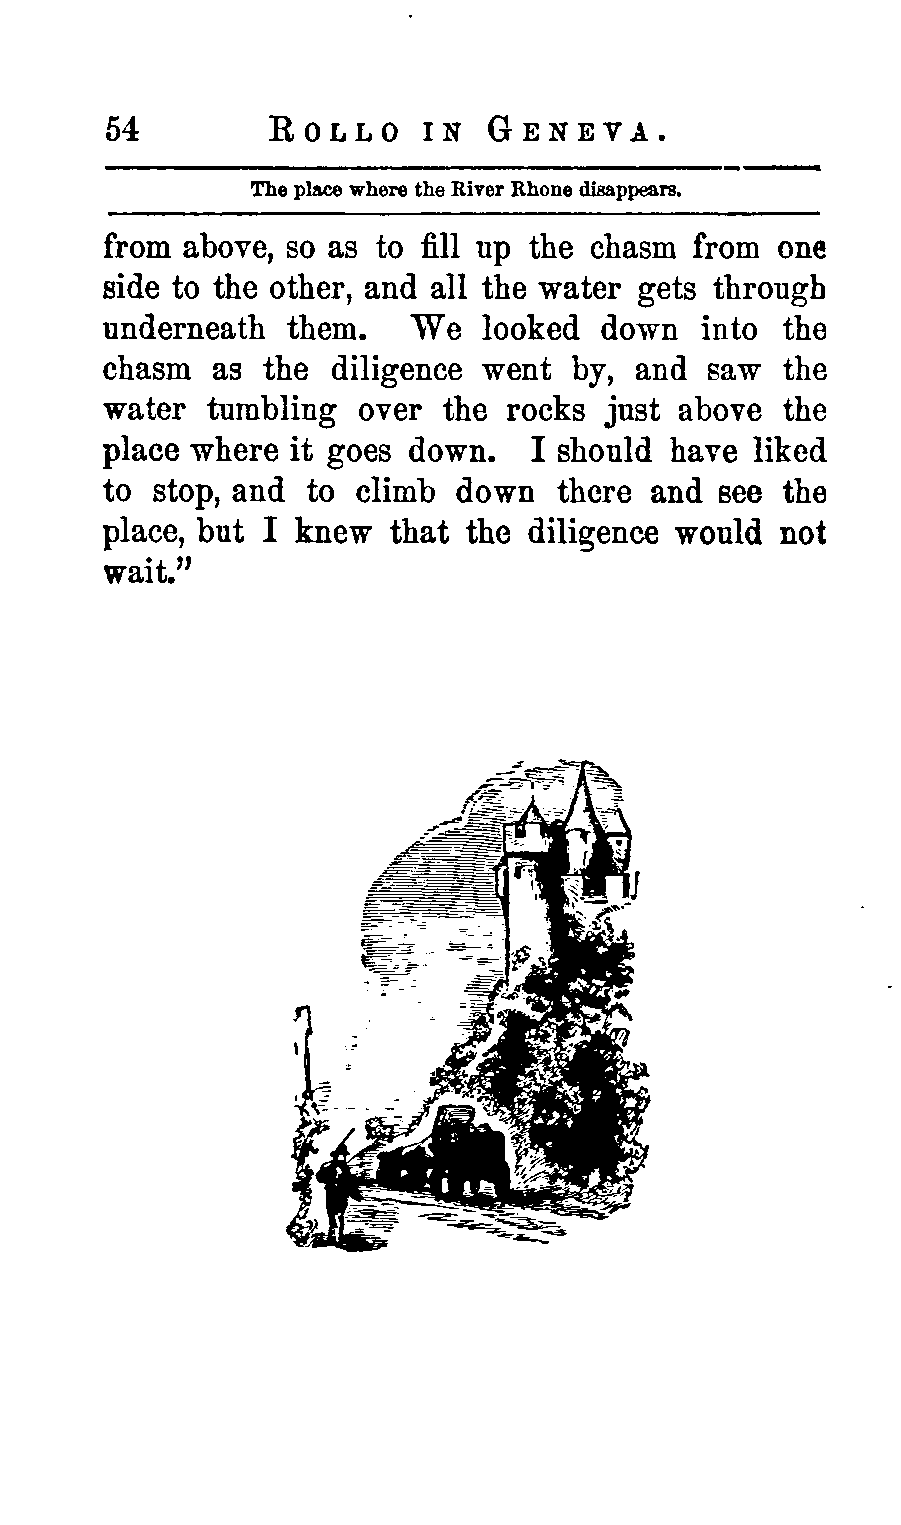 54 ROLLO IN GENEVA.
The place where the River Rhone disappears.
from above, so as to fill up the chasm from one
side to the other, and all the water gets through
underneath them. We looked down into the
chasm as the diligence went by, and saw the
water tumbling over the rocks just above the
place where it goes down. I should have liked
to stop, and to climb down there and see the
place, but I knew that the diligence would not
wait.”